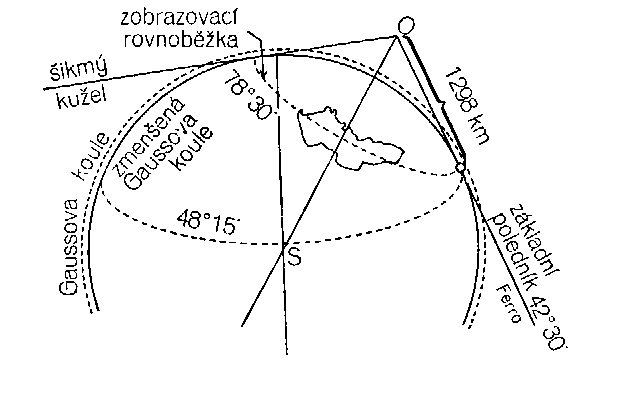 zobrazovací
rovnoběžka
O
šikmý
kužel
78°30'
1298 km
zmenšená
Gaussova
koule
Gaussova koule
48°15'
S
základní
poledník 42°30'
Ferro